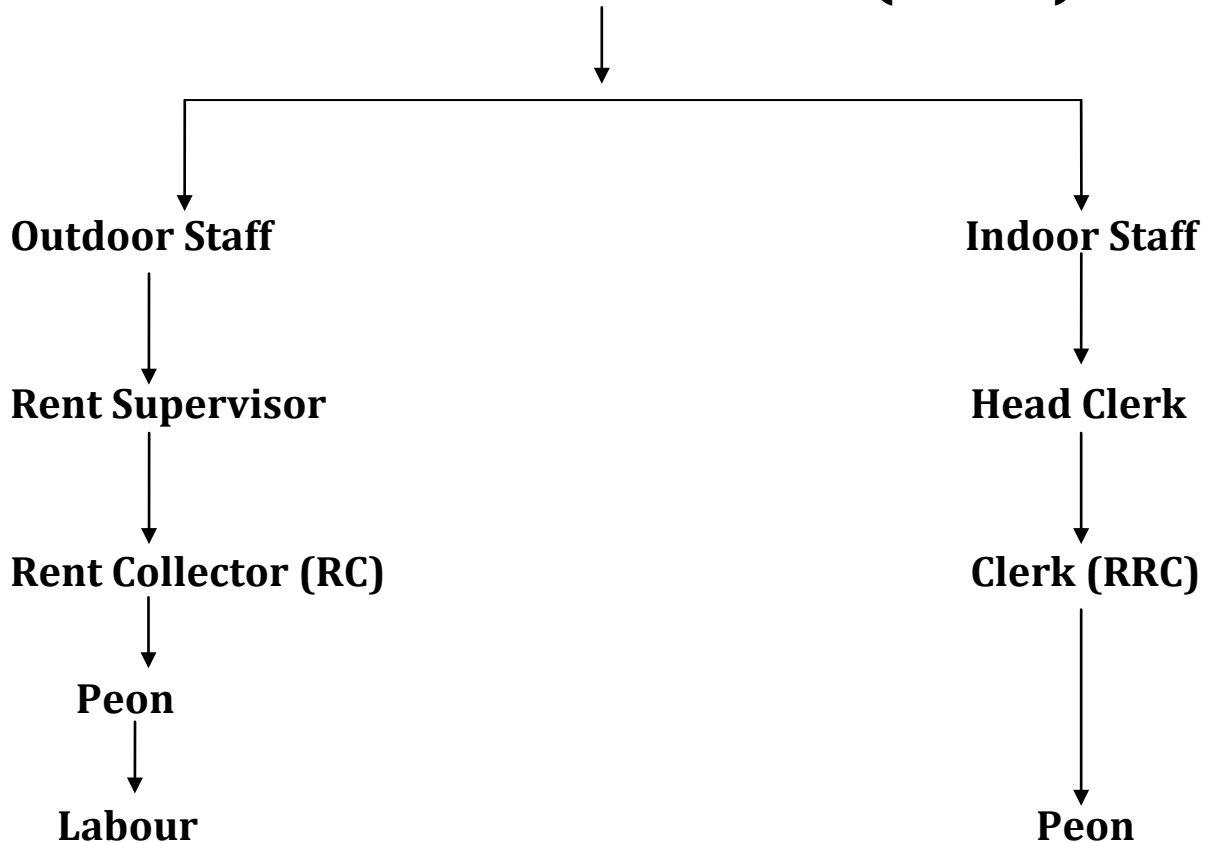 Outdoor Staff
Indoor Staff
Rent Supervisor
Head Clerk
Rent Collector (RC)
Clerk (RRC)
Peon
Labour
Peon